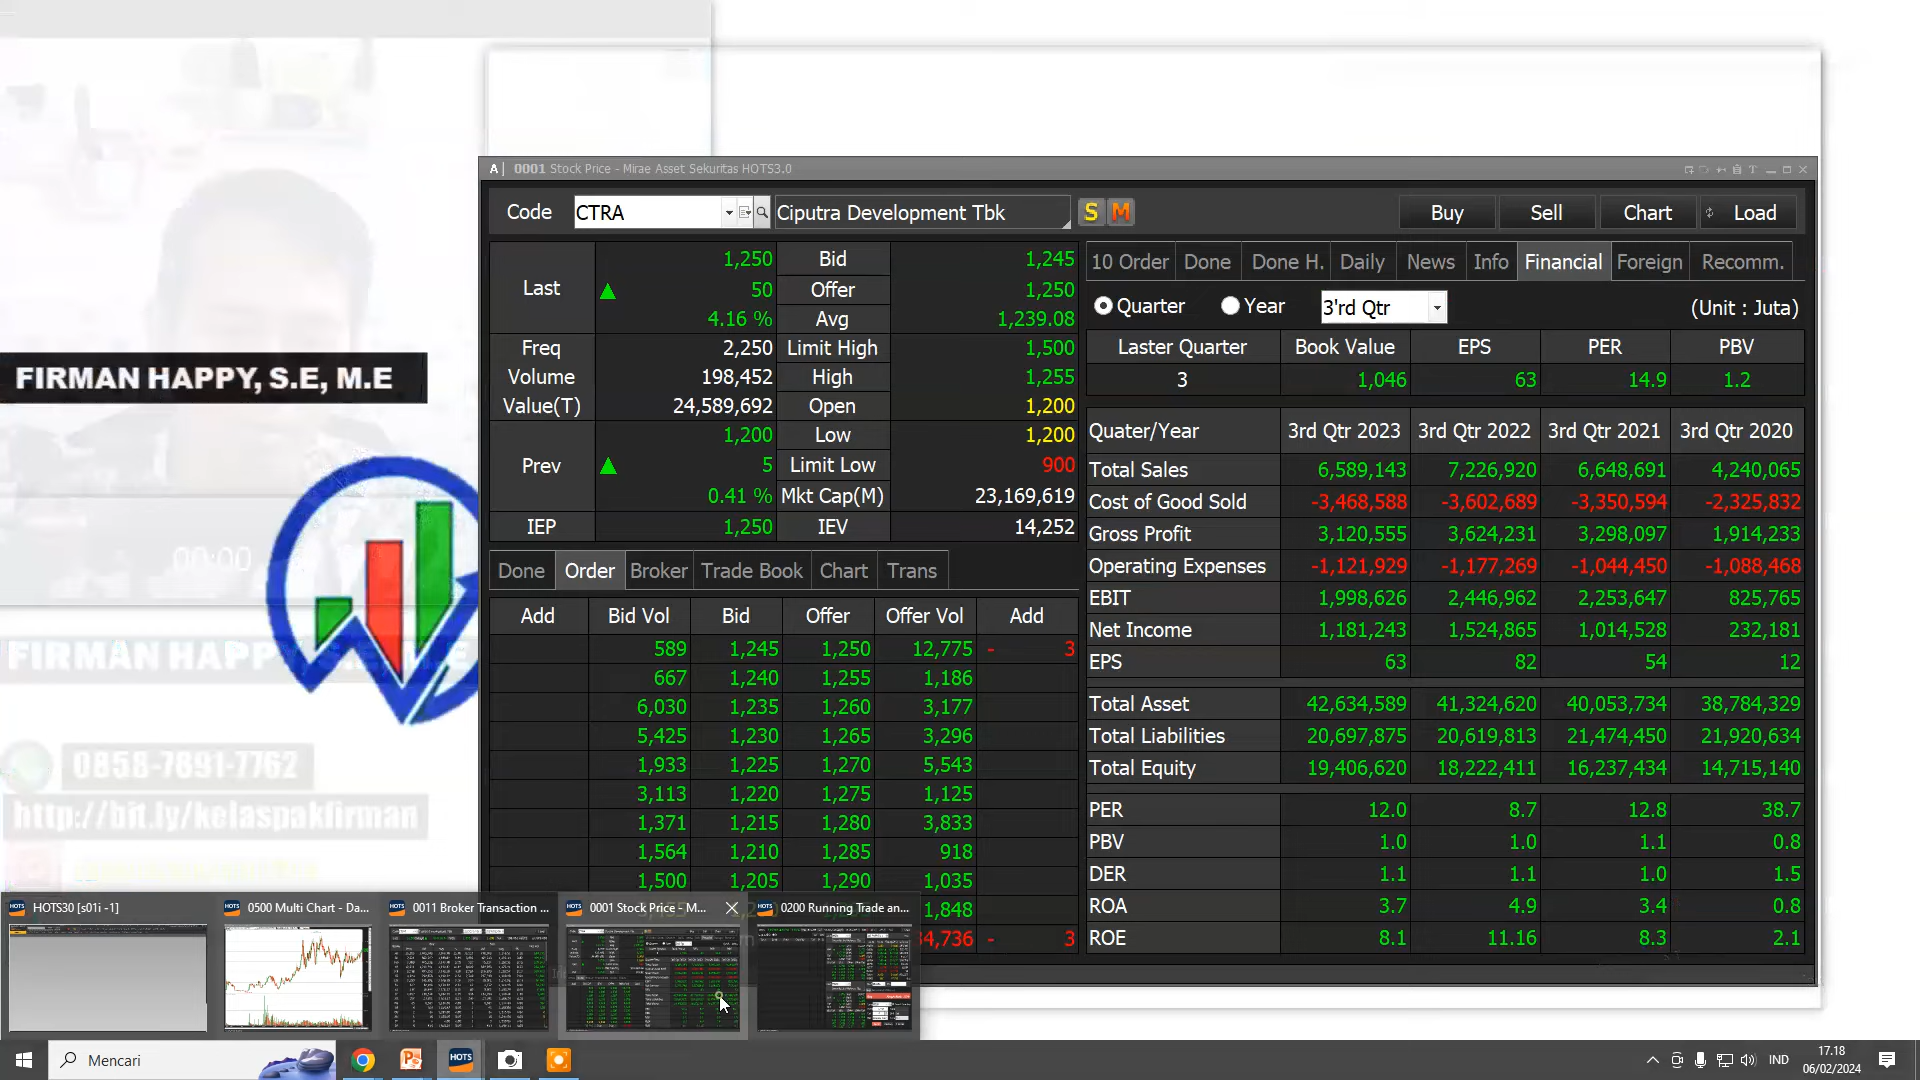 A| 0001 Stock Price - Mirae Asset Sekuritas HOTS3.0
Code CTRA Ciputra Development Tbk S M Buy Sell Chart Load
Last 1,250 Bid 1,245
50 Offer 1,250
4.16 % Avg 1,239.08
Freq 2,250 Limit High 1,500
Volume 198,452 High 1,255
Value(T) 24,589,692 Open 1,200
Prev 1,200 Low 1,200
5 Limit Low 900
0.41 % Mkt Cap(M) 23,169,619
IEP 1,250 IEV 14,252
Done Order Broker Trade Book Chart Trans
Add Bid Vol Bid Offer Offer Vol Add
589 1,245 1,250 12,775 - 3
667 1,240 1,255 1,186
6,030 1,235 1,260 3,177
5,425 1,230 1,265 3,296
1,933 1,225 1,270 5,543
3,113 1,220 1,275 1,125
1,371 1,215 1,280 3,833
1,564 1,210 1,285 918
1,500 1,205 1,290 1,035
1,848
- 3
10 Order Done Done H. Daily News Info Financial Foreign Recomm.
Quarter Year 3'rd Qtr (Unit : Juta)
Laster Quarter Book Value EPS PER PBV
3 1,046 63 14.9 1.2
Quater/Year 3rd Qtr 2023 3rd Qtr 2022 3rd Qtr 2021 3rd Qtr 2020
Total Sales 6,589,143 7,226,920 6,648,691 4,240,065
Cost of Good Sold -3,468,588 -3,602,689 -3,350,594 -2,325,832
Gross Profit 3,120,555 3,624,231 3,298,097 1,914,233
Operating Expenses -1,121,929 -1,177,269 -1,044,450 -1,088,468
EBIT 1,998,626 2,446,962 2,253,647 825,765
Net Income 1,181,243 1,524,865 1,014,528 232,181
EPS 63 82 54 12
Total Asset 42,634,589 41,324,620 40,053,734 38,784,329
Total Liabilities 20,697,875 20,619,813 21,474,450 21,920,634
Total Equity 19,406,620 18,222,411 16,237,434 14,715,140
PER 12.0 8.7 12.8 38.7
PBV 1.0 1.0 1.1 0.8
DER 1.1 1.1 1.0 1.5
ROA 3.7 4.9 3.4 0.8
ROE 8.1 11.16 8.3 2.1
FIRMAN HAPPY, S.E, M.E
00:00
FIRMAN HAPPY, S.E, M.E
0858-7891-7762
http://bit.ly/kelaspakfirman
HOTS30 [s01i -1]
0500 Multi Chart - Da...
0011 Broker Transaction ...
0001 Stock Price - M...
0200 Running Trade an...
Mencari
HOTS
IND
17.18
06/02/2024